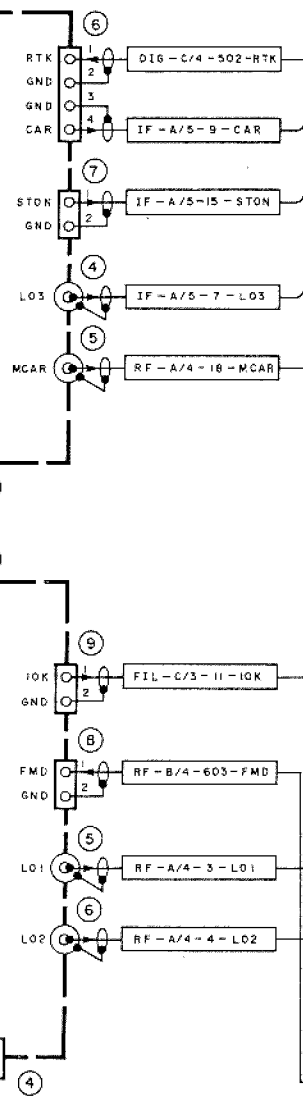 6
RTK 1 DIG-C/4-502-RTK
GND 2
GND 3
CAR 4 IF-A/5-9-CAR
7
STON 1 IF-A/5-15-STON
GND 2
4
LO3 IF-A/5-7-LO3
5
MCAR RF-A/4-18-MCAR
9
10K 1 FIL-C/3-11-10K
GND 2
8
FMD 1 RF-B/4-603-FMD
GND 2
5
LO1 RF-A/4-3-LO1
6
LO2 RF-A/4-4-LO2
4